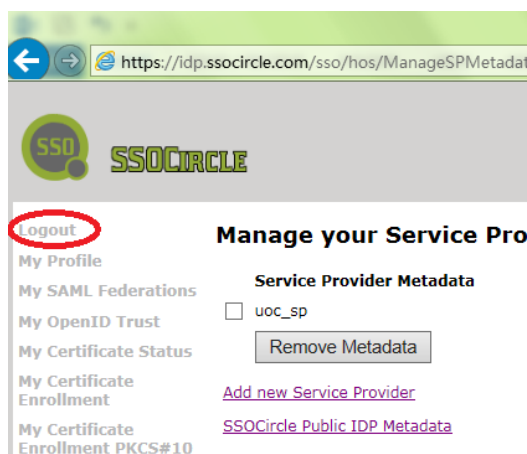 https://idp.ssocircle.com/sso/hos/ManageSPMetadat
SSO
SSOCircle
Logout
My Profile
My SAML Federations
My OpenID Trust
My Certificate Status
My Certificate
Enrollment
My Certificate
Enrollment PKCS#10
Manage your Service Pro
Service Provider Metadata
uoc_sp
Remove Metadata
Add new Service Provider
SSOCircle Public IDP Metadata